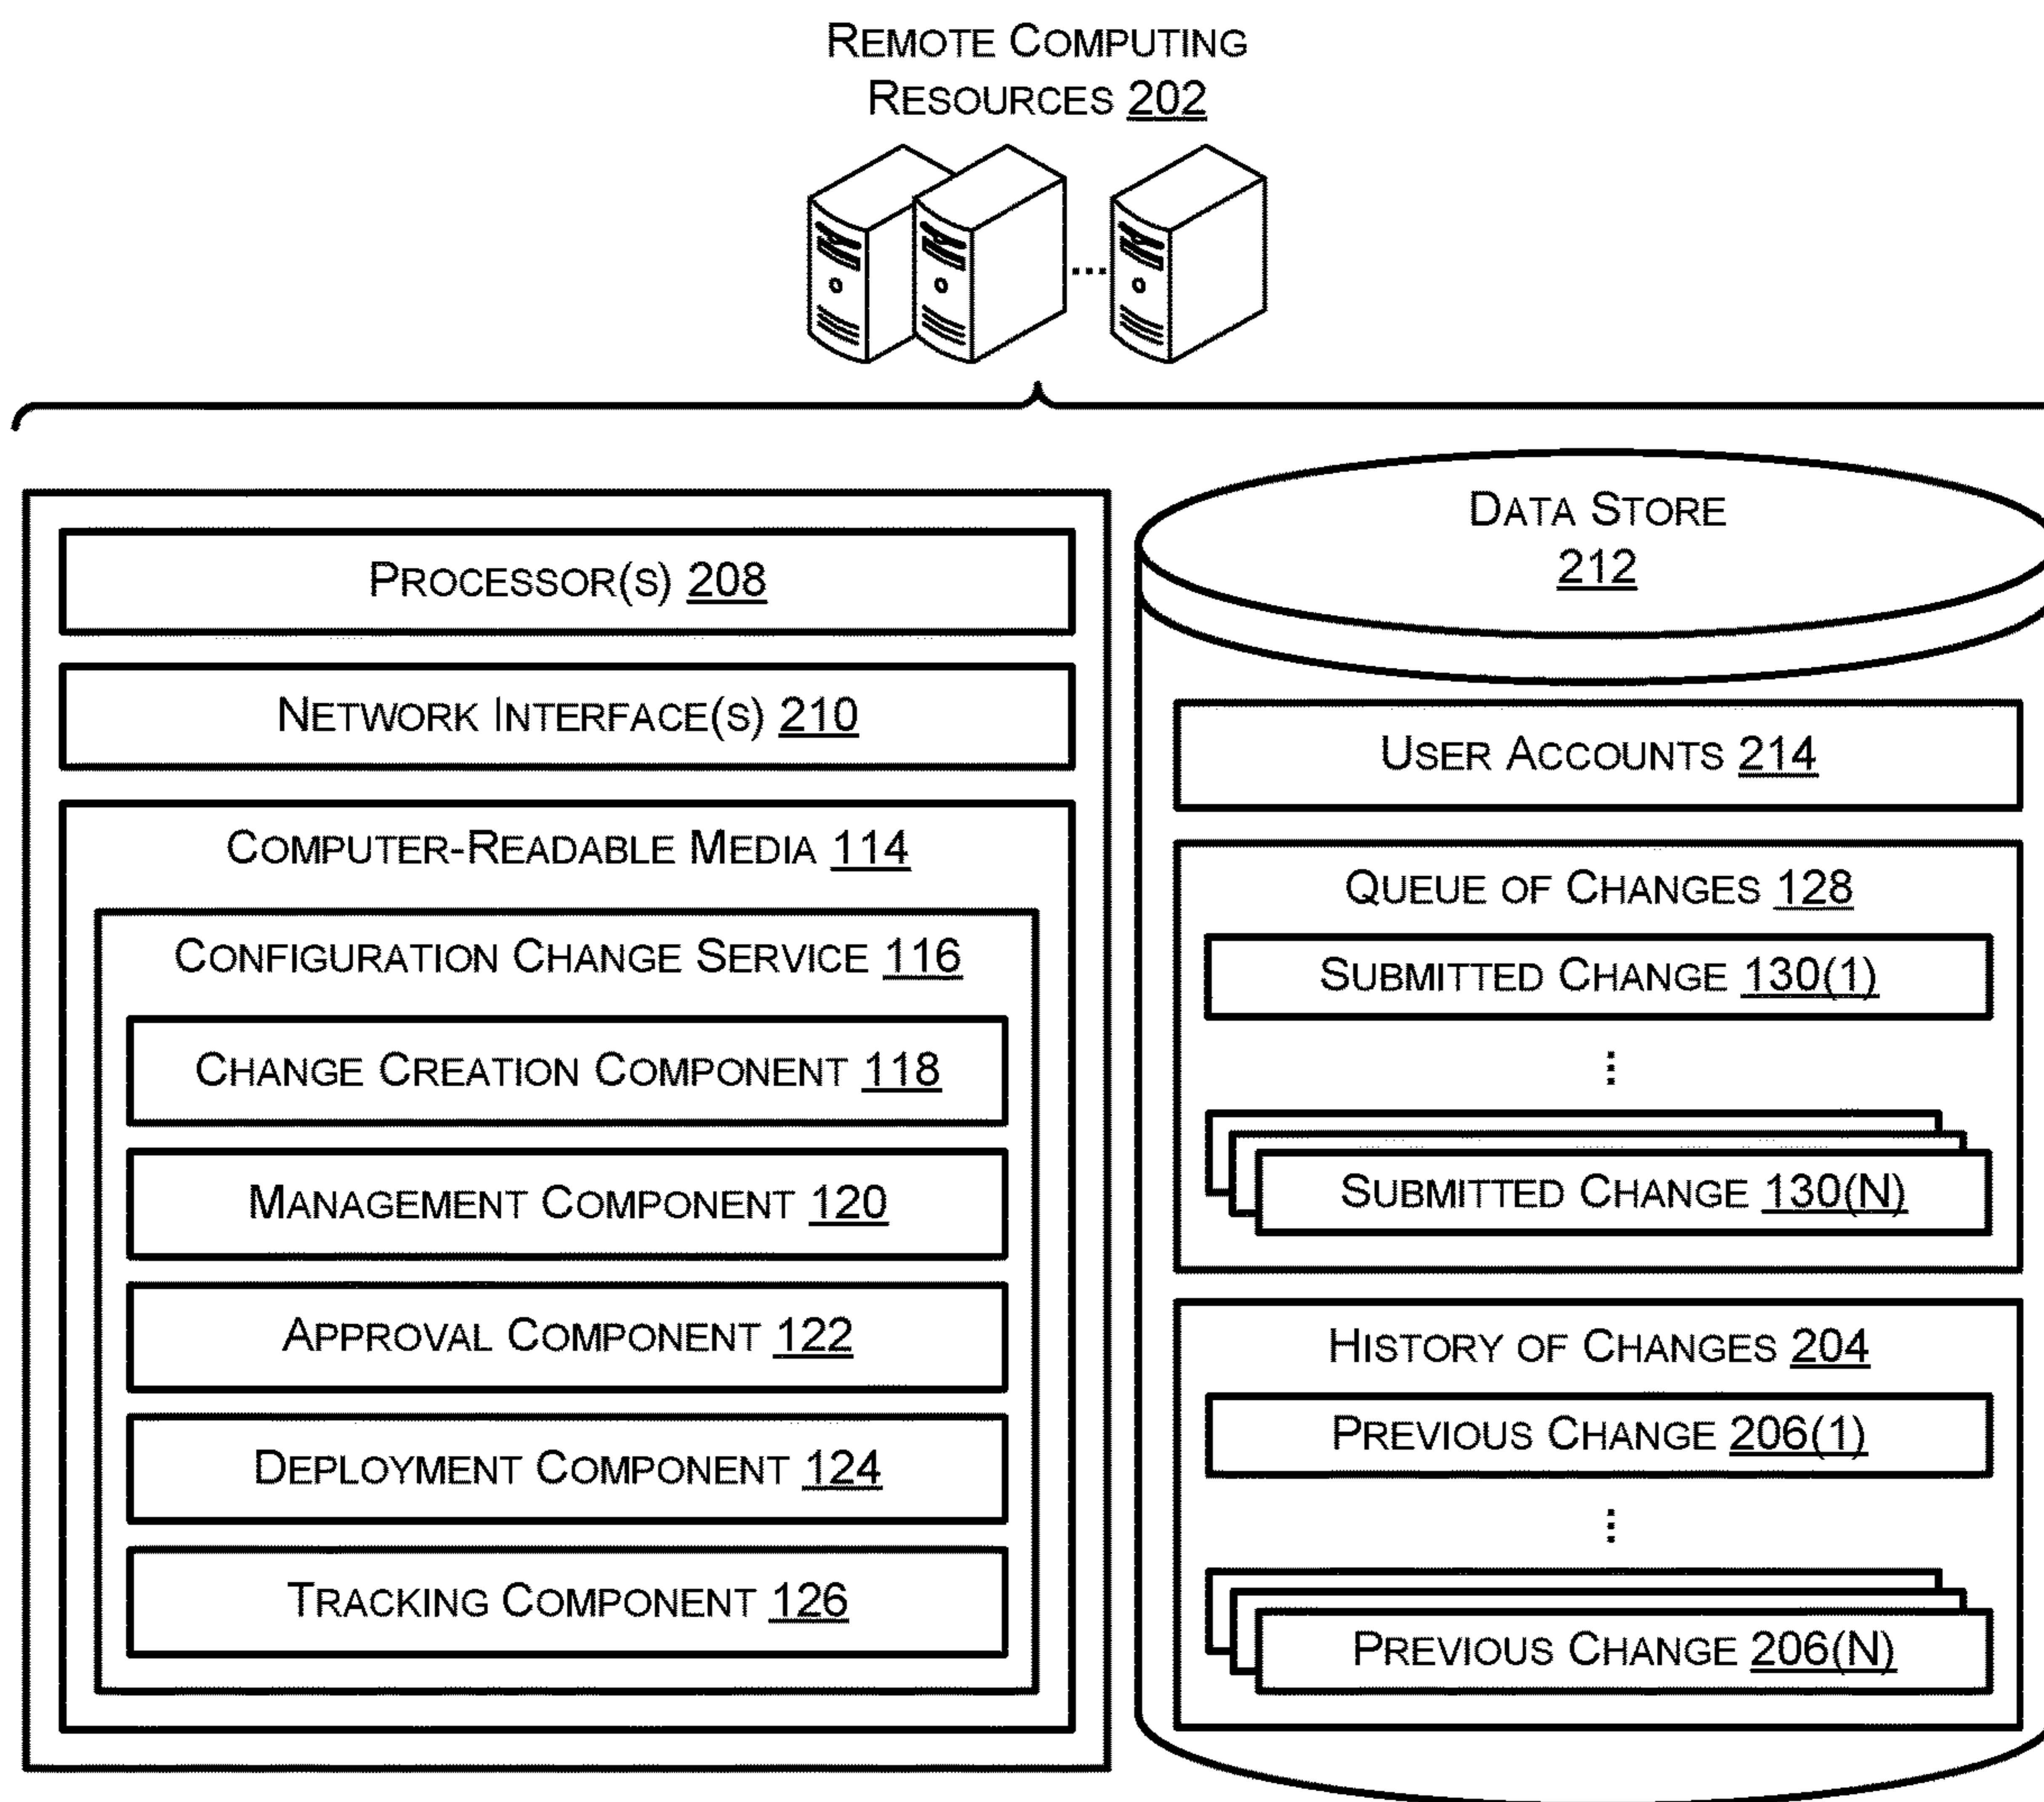 REMOTE COMPUTING
RESOURCES 202
PROCESSOR(S) 208
NETWORK INTERFACE(S) 210
COMPUTER-READABLE MEDIA 114
CONFIGURATION CHANGE SERVICE 116
CHANGE CREATION COMPONENT 118
MANAGEMENT COMPONENT 120
APPROVAL COMPONENT 122
DEPLOYMENT COMPONENT 124
TRACKING COMPONENT 126
DATA STORE
212
USER ACCOUNTS 214
QUEUE OF CHANGES 128
SUBMITTED CHANGE 130(1)
SUBMITTED CHANGE 130(N)
HISTORY OF CHANGES 204
PREVIOUS CHANGE 206(1)
PREVIOUS CHANGE 206(N)